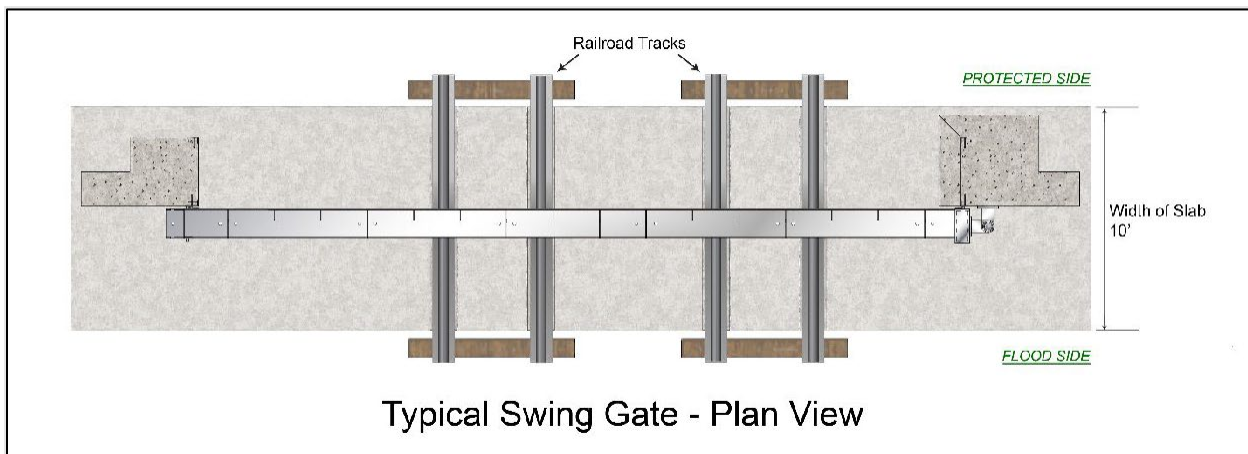 Railroad Tracks
PROTECTED SIDE
Width of Slab
10'
FLOOD SIDE
Typical Swing Gate - Plan View